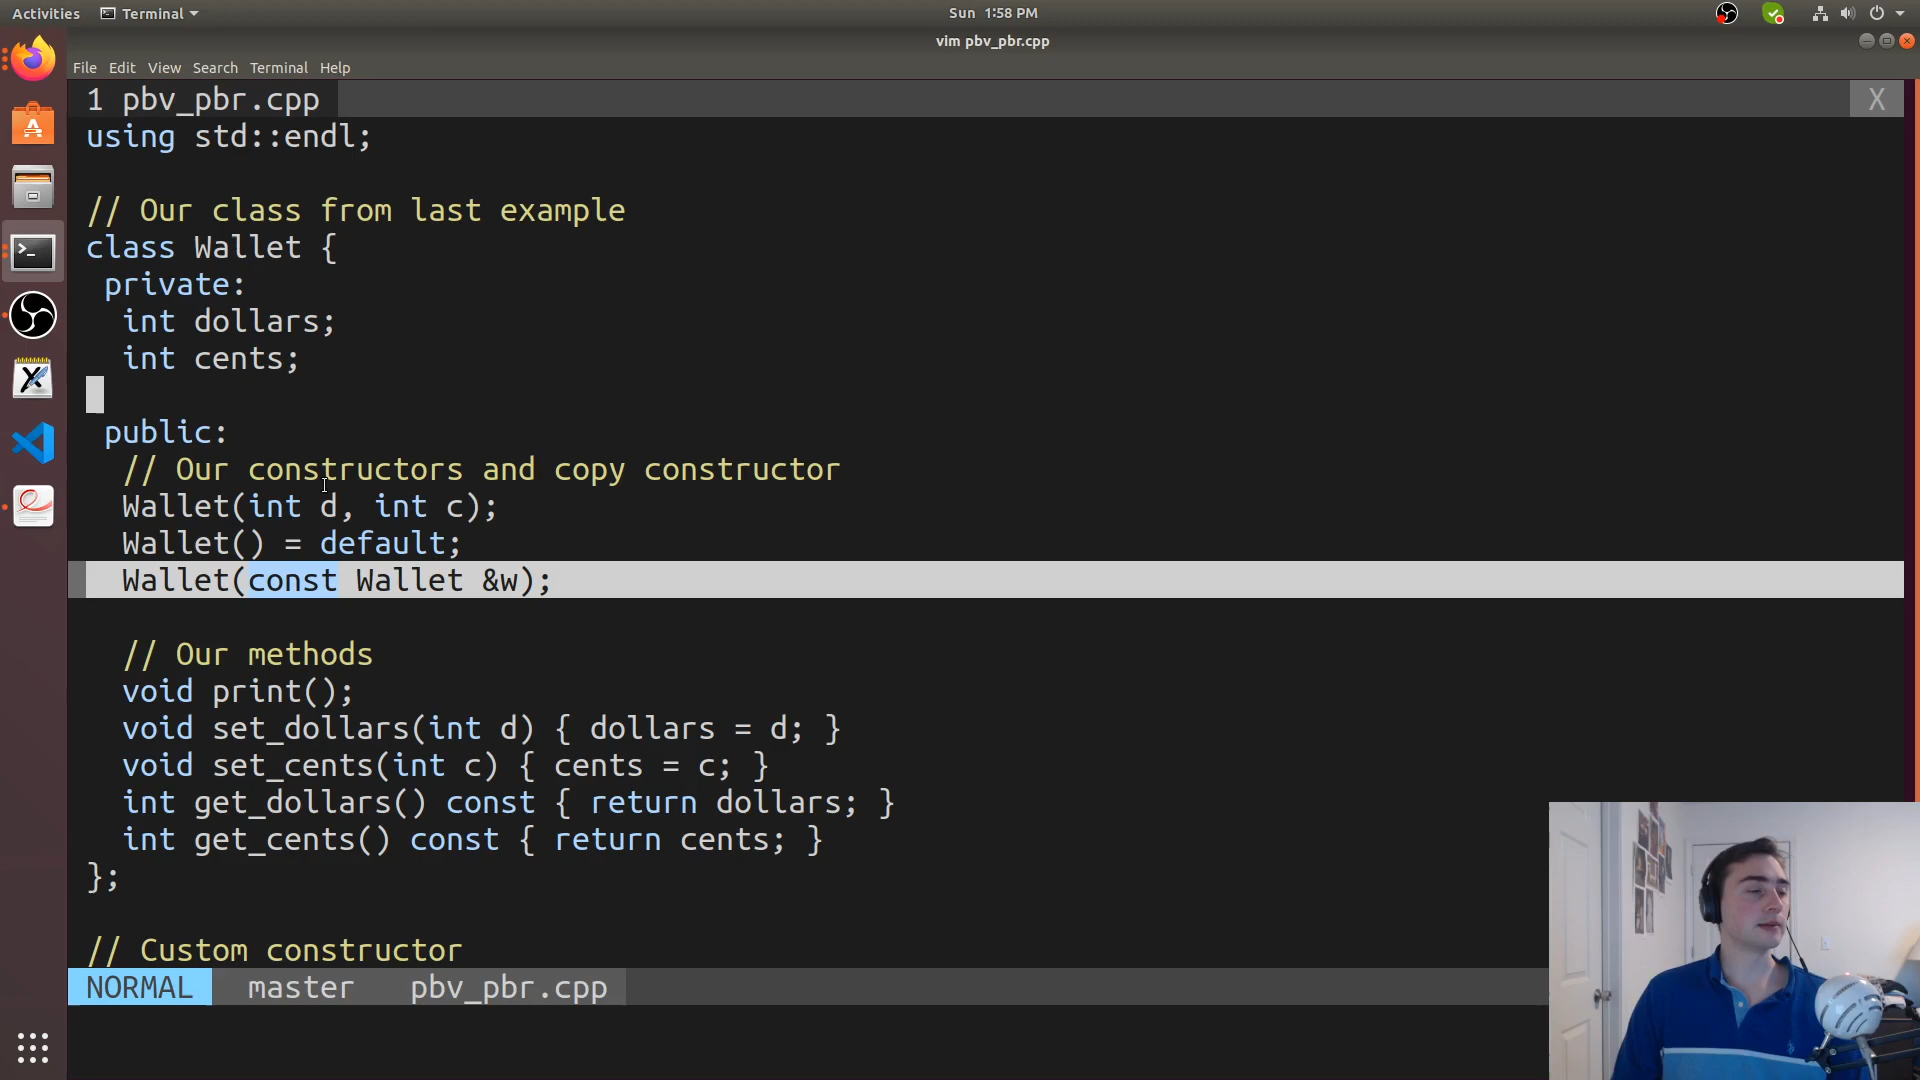 Activities Terminal Sun 1:58 PM
vim pbv_pbr.cpp
File Edit View Search Terminal Help
1 pbv_pbr.cpp X
using std::endl;
// Our class from last example
class Wallet {
private:
int dollars;
int cents;
public:
// Our constructors and copy constructor
Wallet(int d, int c);
Wallet() = default;
Wallet(const Wallet &w);
// Our methods
void print();
void set_dollars(int d) { dollars = d; }
void set_cents(int c) { cents = c; }
int get_dollars() const { return dollars; }
int get_cents() const { return cents; }
};
// Custom constructor
NORMAL master pbv_pbr.cpp